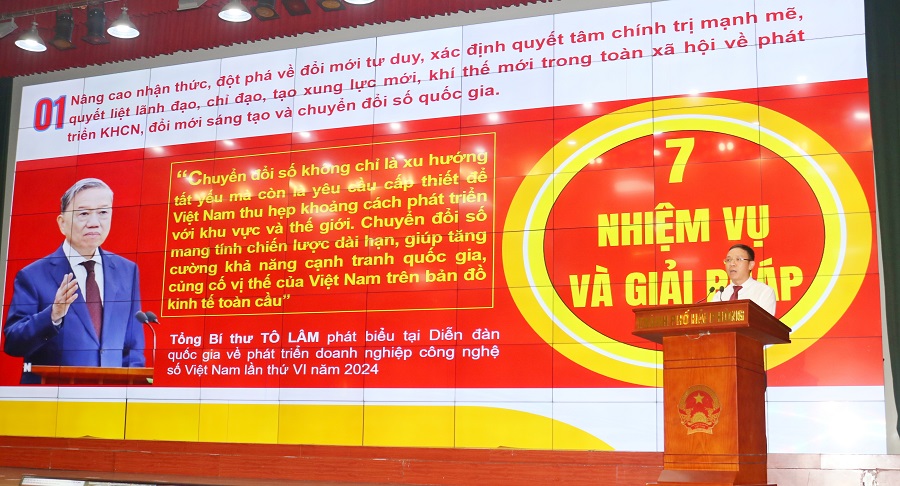 01
Nâng cao nhận thức, đột phá về đổi mới tư duy, xác định quyết tâm chính trị mạnh mẽ,
quyết liệt lãnh đạo, chỉ đạo, tạo xung lực mới, khí thế mới trong toàn xã hội về phát
triển KHCN, đổi mới sáng tạo và chuyển đổi số quốc gia.
“Chuyển đổi số không chỉ là xu hướng
tất yếu mà còn là yêu cầu cấp thiết để
Việt Nam thu hẹp khoảng cách phát triển
với khu vực và thế giới. Chuyển đổi số
mang tính chiến lược dài hạn, giúp tăng
cường khả năng cạnh tranh quốc gia,
củng cố vị thế của Việt Nam trên bản đồ
kinh tế toàn cầu”
Tổng Bí thư TÔ LÂM phát biểu tại Diễn đàn
quốc gia về phát triển doanh nghiệp công nghệ
số Việt Nam lần thứ VI năm 2024
7
NHIỆM VỤ
VÀ GIẢI PHÁP